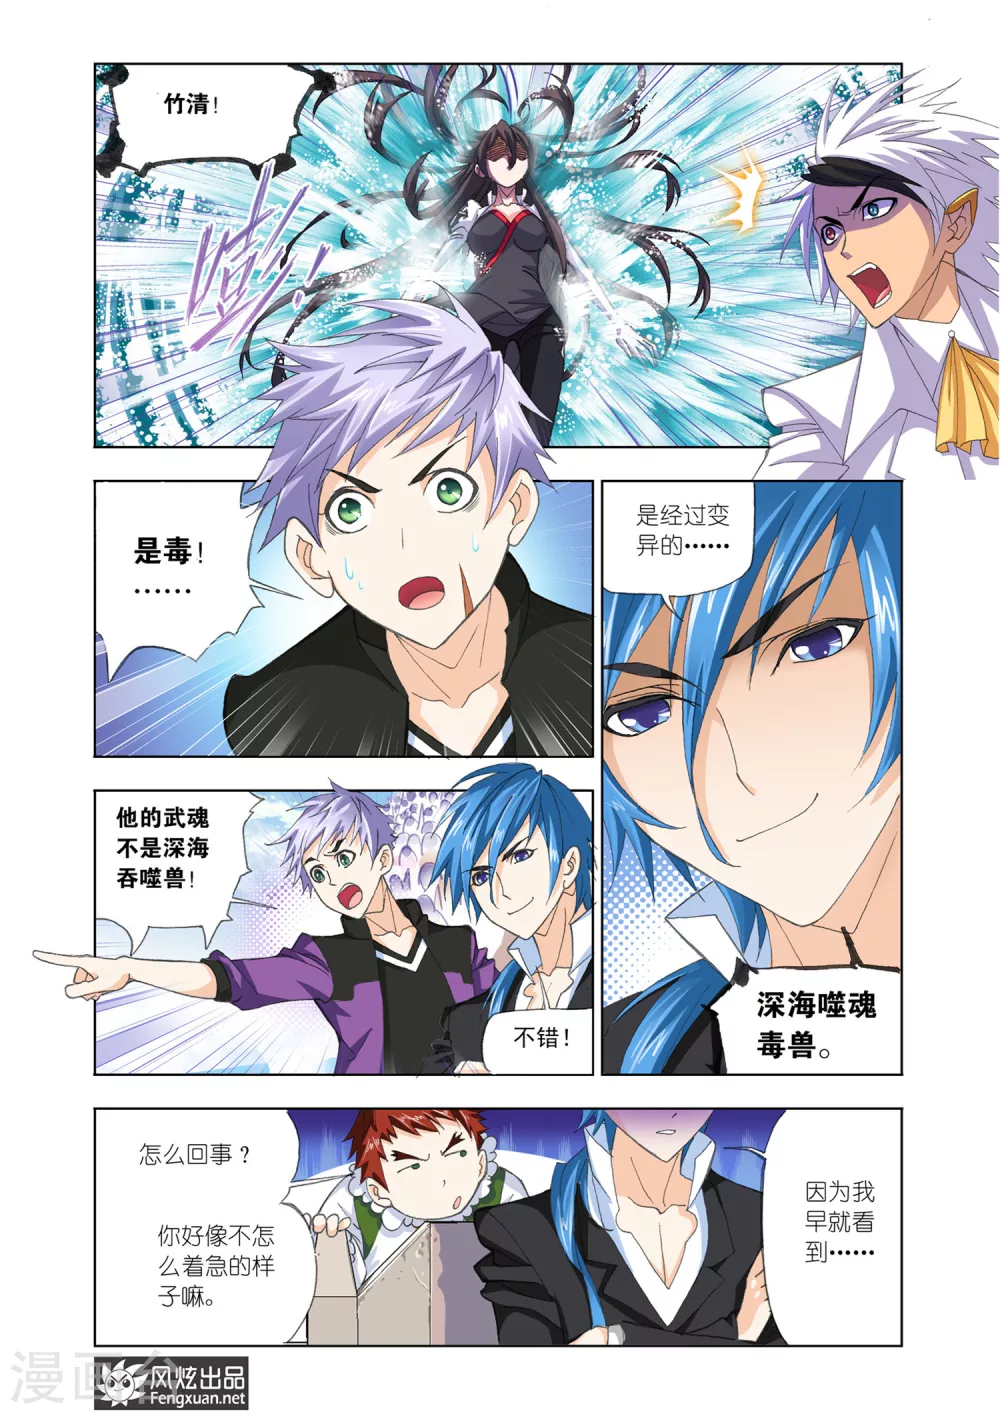 竹清！
嘭！
是毒！
……
是经过变
异的……
他的武魂
不是深海
吞噬兽！
不错！
深海噬魂
毒兽。
怎么回事？
你好像不怎
么着急的样
子嘛。
因为我
早就看
到……
漫画台
风炫出品
Fengxuan.net